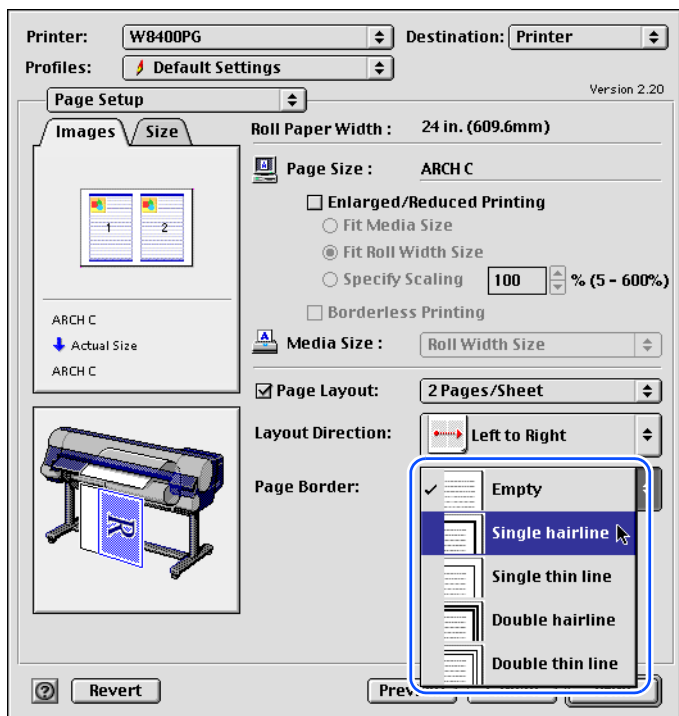 Printer: W8400PG Destination: Printer
Profiles: Default Settings
Version 2.20
Page Setup
Images Size
Roll Paper Width : 24 in. (609.6mm)
Page Size : ARCH C
1 2
Enlarged/Reduced Printing
Fit Media Size
Fit Roll Width Size
Specify Scaling 100 % (5 - 600%)
Borderless Printing
ARCH C
Actual Size
ARCH C
Media Size : Roll Width Size
Page Layout: 2 Pages/Sheet
Layout Direction: Left to Right
Page Border: Empty
Single hairline
Single thin line
Double hairline
Double thin line
R
? Revert